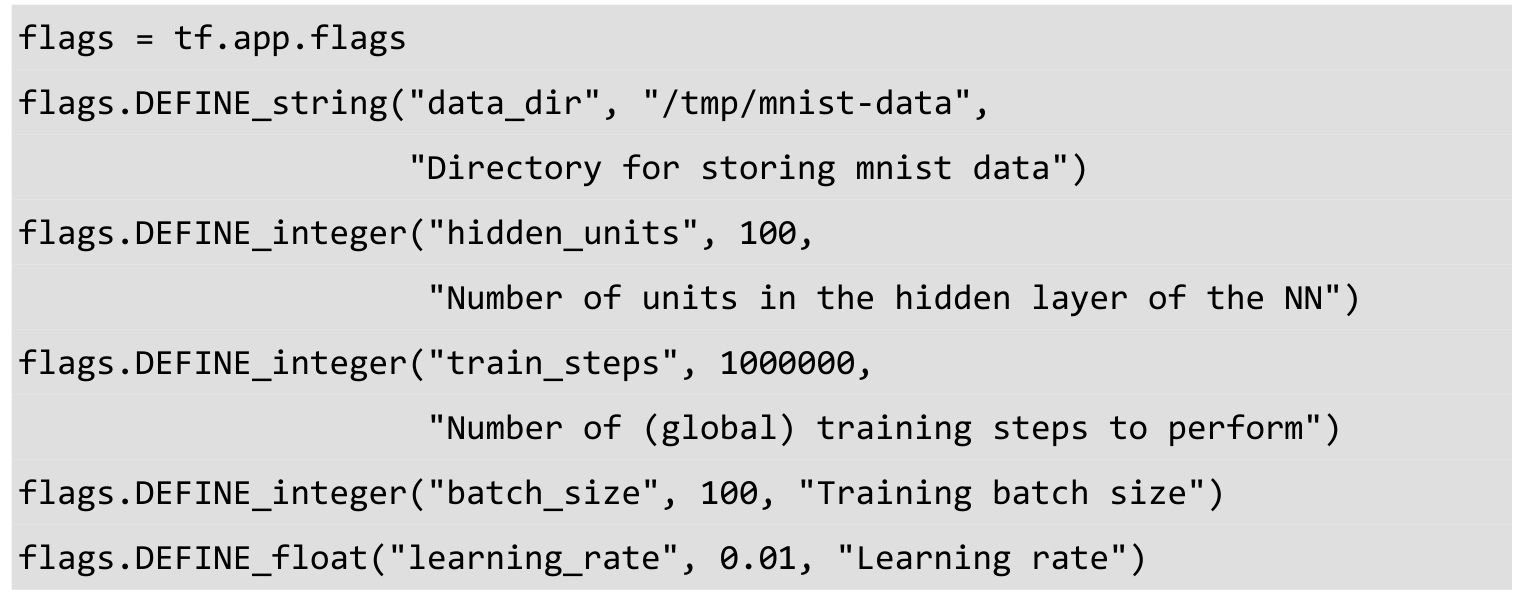 flags = tf.app.flags
flags.DEFINE_string("data_dir", "/tmp/mnist-data",
                    "Directory for storing mnist data")
flags.DEFINE_integer("hidden_units", 100,
                     "Number of units in the hidden layer of the NN")
flags.DEFINE_integer("train_steps", 1000000,
                     "Number of (global) training steps to perform")
flags.DEFINE_integer("batch_size", 100, "Training batch size")
flags.DEFINE_float("learning_rate", 0.01, "Learning rate")